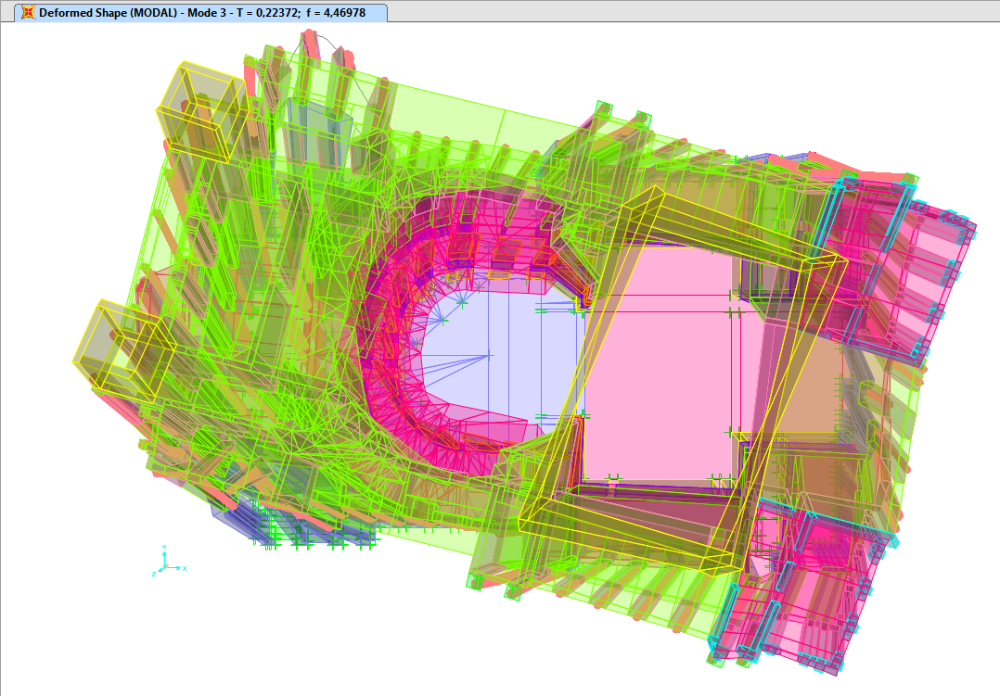 Deformed Shape (MODAL) - Mode 3 - T = 0,22372; f = 4,46978
Y
X
Z